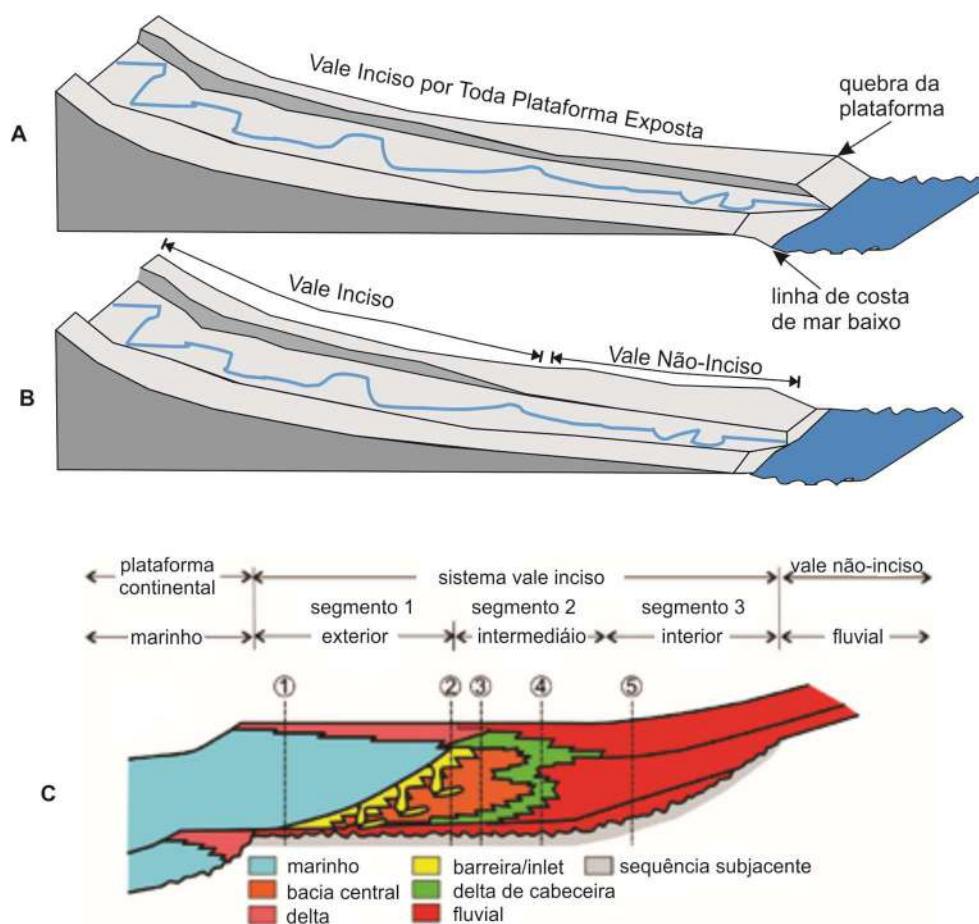 Vale Inciso por Toda Plataforma Exposta
quebra da
plataforma
A
linha de costa
de mar baixo
Vale Inciso
Vale Não-Inciso
B
plataforma
continental
sistema vale inciso
vale não-inciso
segmento 1
segmento 2
segmento 3
marinho
exterior
intermediáio
interior
fluvial
1
2
3
4
5
C
marinho
barreira/inlet
sequência subjacente
bacia central
delta de cabeceira
delta
fluvial